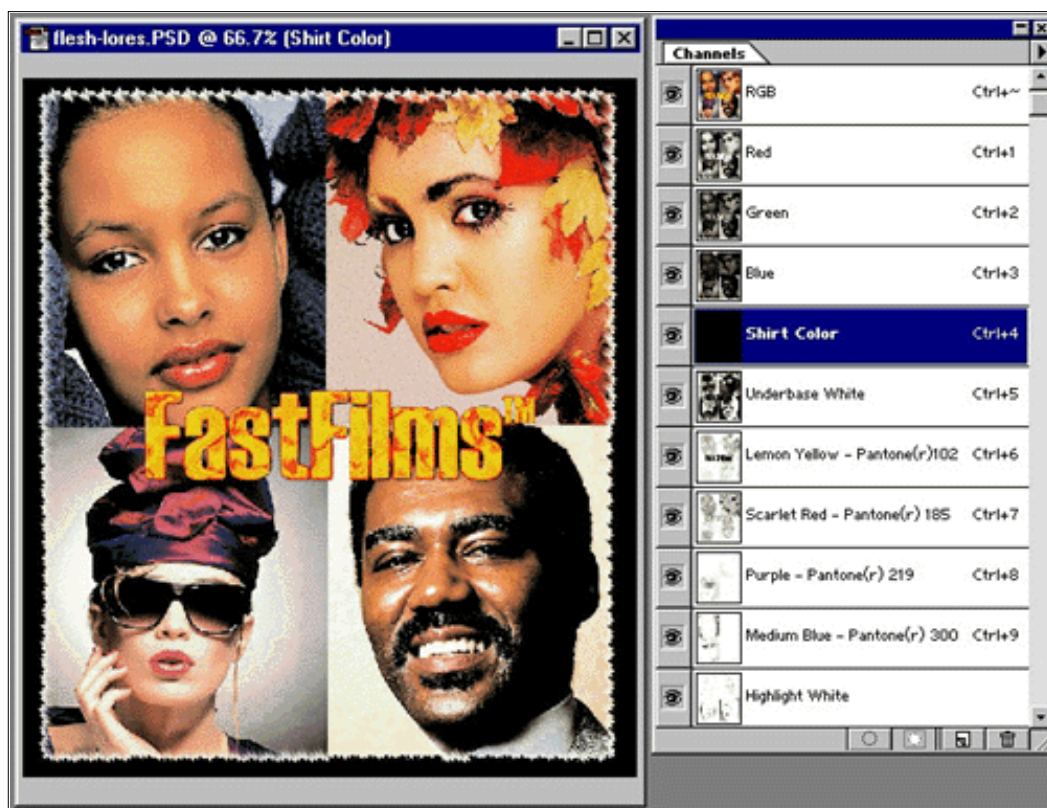 flesh-lores.PSD @ 66.7% (Shirt Color)
FastFilms™
Channels
RGB Ctrl+~
Red Ctrl+1
Green Ctrl+2
Blue Ctrl+3
Shirt Color Ctrl+4
Underbase White Ctrl+5
Lemon Yellow - Pantone(r)102 Ctrl+6
Scarlet Red - Pantone(r) 185 Ctrl+7
Purple - Pantone(r) 219 Ctrl+8
Medium Blue - Pantone(r) 300 Ctrl+9
Highlight White